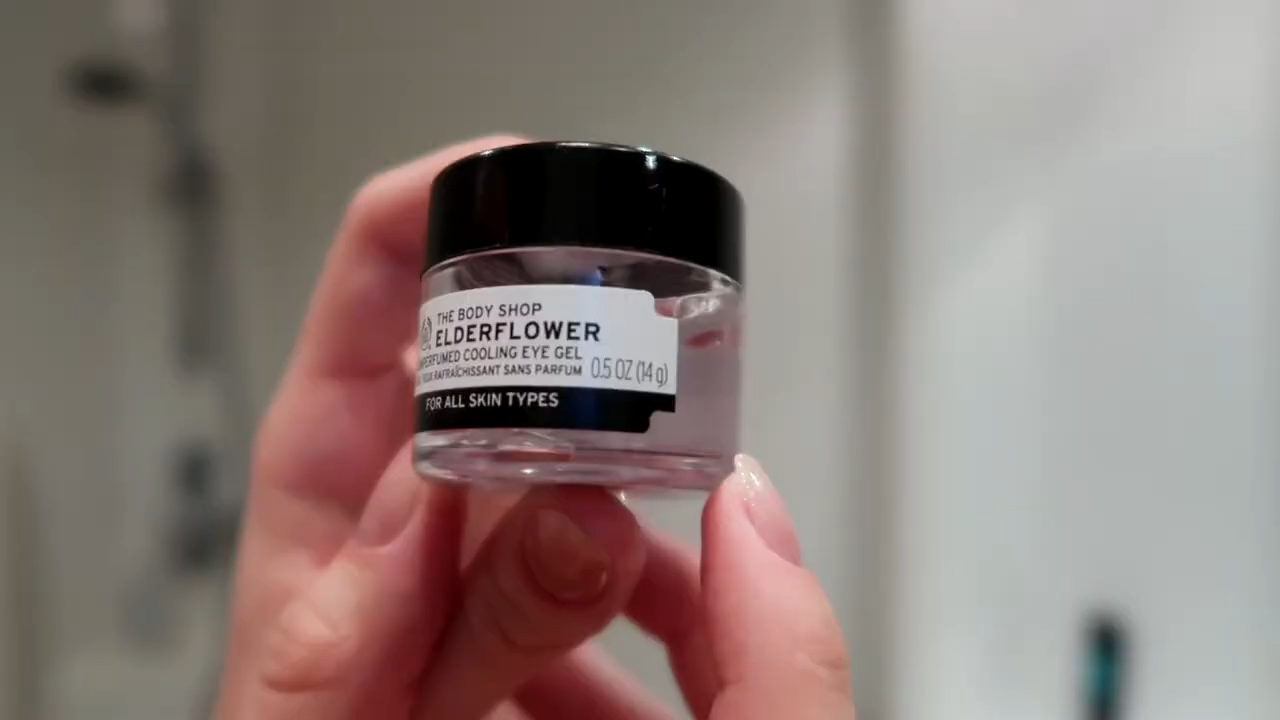 THE BODY SHOP
ELDERFLOWER
COOLING EYE GEL
RAFRAÎCHISSANT SANS PARFUM
0.5 OZ (14 g)
FOR ALL SKIN TYPES